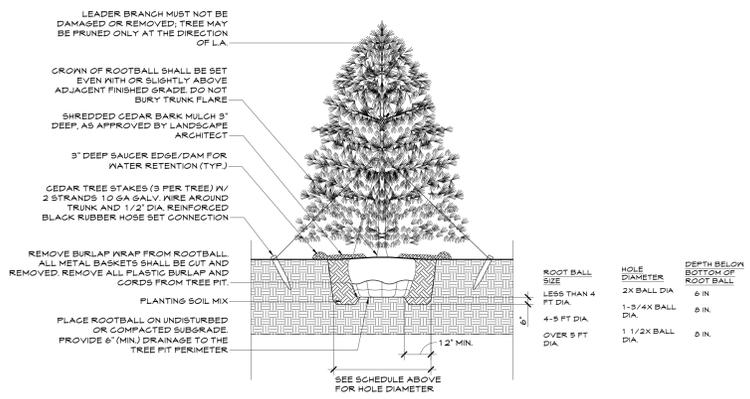 LEADER BRANCH MUST NOT BE
DAMAGED OR REMOVED; TREE MAY
BE PRUNED ONLY AT THE DIRECTION
OF L.A.
CROWN OF ROOTBALL SHALL BE SET
EVEN WITH OR SLIGHTLY ABOVE
ADJACENT FINISHED GRADE. DO NOT
BURY TRUNK FLARE
SHREDDED CEDAR BARK MULCH 3"
DEEP, AS APPROVED BY LANDSCAPE
ARCHITECT
3" DEEP SAUCER EDGE/DAM FOR
WATER RETENTION (TYP.)
CEDAR TREE STAKES (3 PER TREE) W/
2 STRANDS 10 GA GALV. WIRE AROUND
TRUNK AND 1/2" DIA. REINFORCED
BLACK RUBBER HOSE SET CONNECTION
REMOVE BURLAP WRAP FROM ROOTBALL.
ALL METAL BASKETS SHALL BE CUT AND
REMOVED. REMOVE ALL PLASTIC BURLAP AND
CORDS FROM TREE PIT.
PLANTING SOIL MIX
PLACE ROOTBALL ON UNDISTURBED
OR COMPACTED SUBGRADE.
PROVIDE 6" (MIN.) DRAINAGE TO THE
TREE PIT PERIMETER
6"
12" MIN.
SEE SCHEDULE ABOVE
FOR HOLE DIAMETER
ROOT BALL
SIZE
HOLE
DIAMETER
DEPTH BELOW
BOTTOM OF
ROOT BALL
LESS THAN 4
FT DIA.
2X BALL DIA
6 IN
4-5 FT DIA.
1-3/4X BALL
DIA.
8 IN.
OVER 5 FT
DIA.
1 1/2X BALL
DIA.
8 IN.